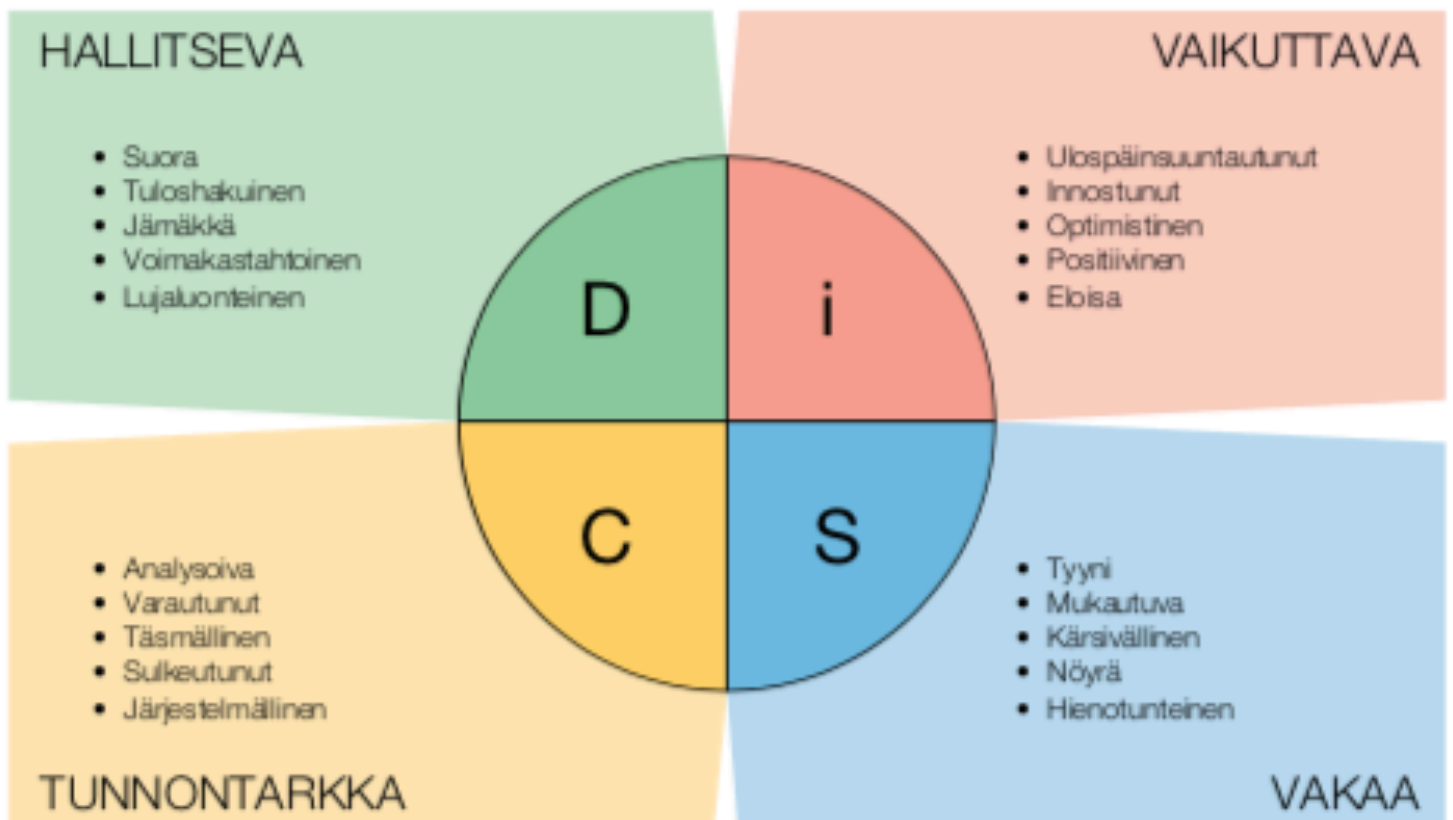 HALLITSEVA
• Suora
• Tuloshakuinen
• Jämäkkä
• Voimakastahtoinen
• Lujaluonteinen
VAIKUTTAVA
• Ulospäinsuuntautunut
• Innostunut
• Optimistinen
• Positiivinen
• Eloisa
D
i
C
S
• Analysoiva
• Varautunut
• Täsmällinen
• Sulkeutunut
• Järjestelmällinen
TUNNONTARKKA
• Tyyni
• Mukautuva
• Kärsivällinen
• Nöyrä
• Hienotunteinen
VAKAA